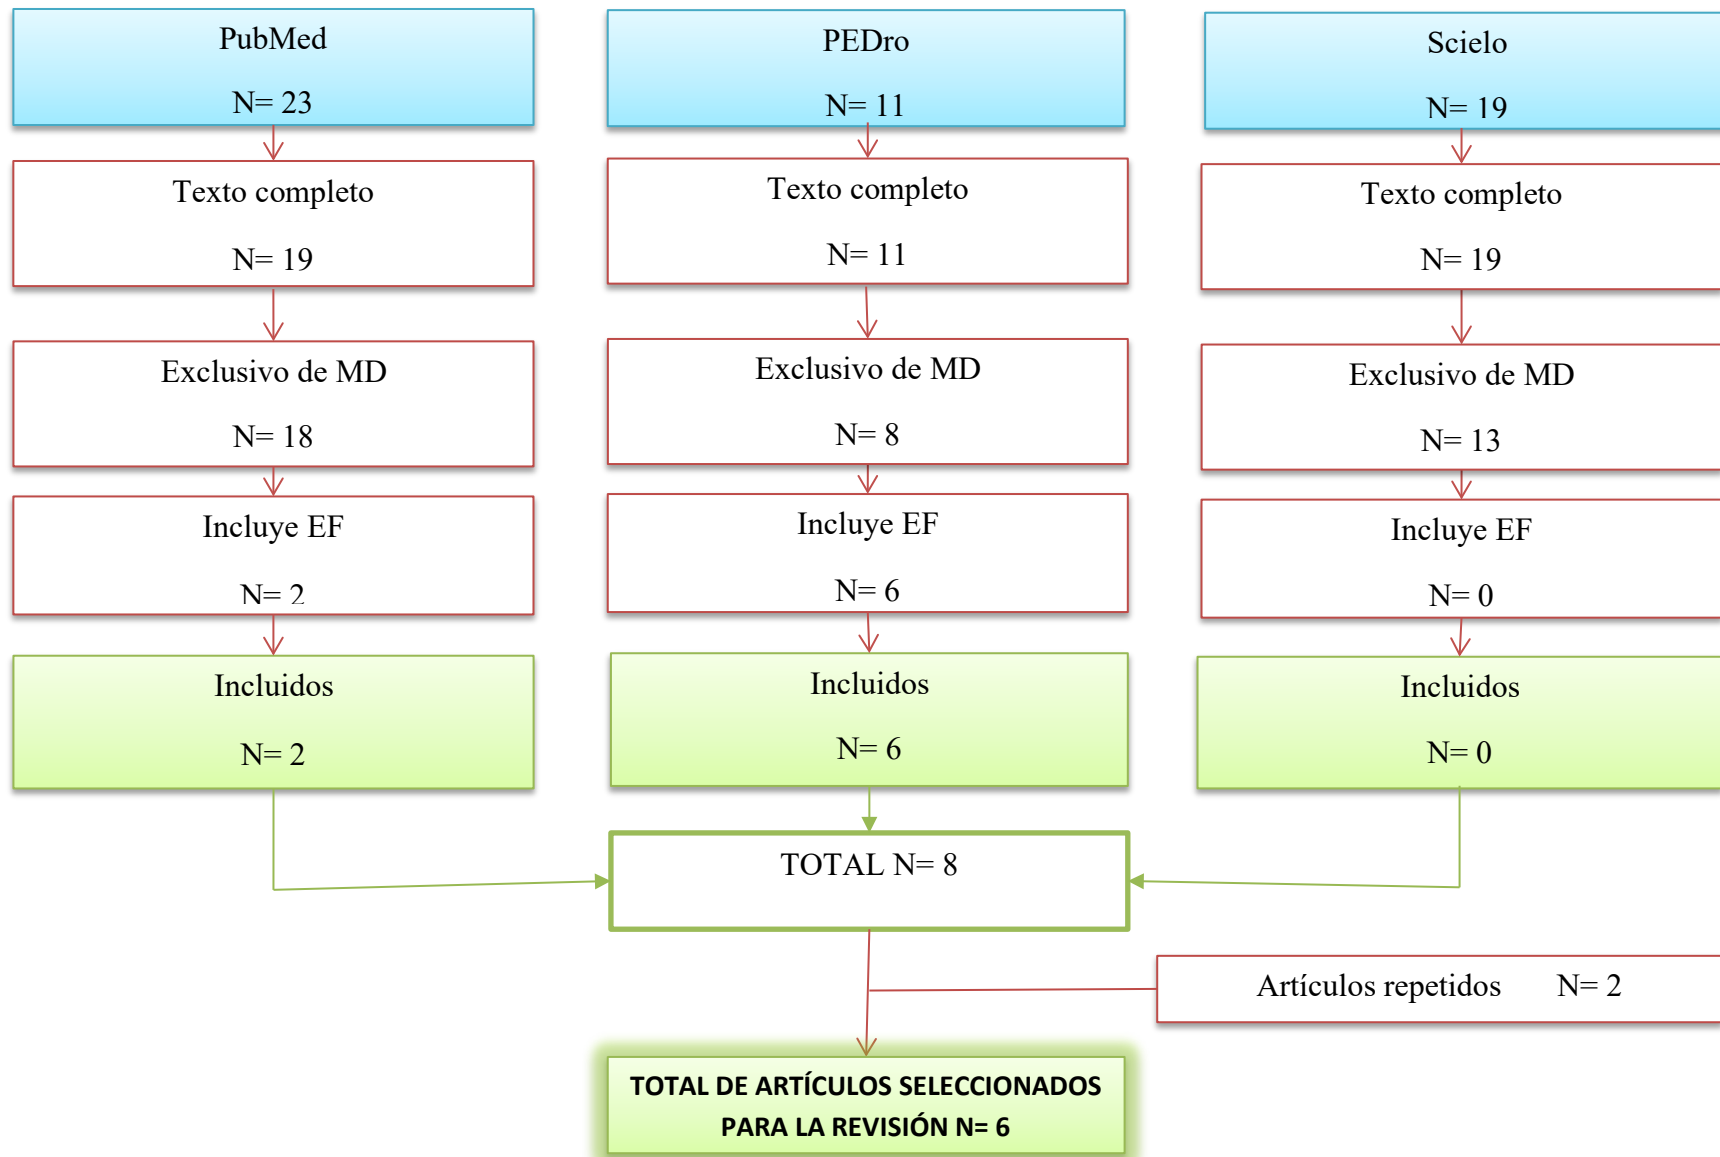 PubMed
N= 23
PEDro
N= 11
Scielo
N= 19
Texto completo
N= 19
Texto completo
N= 11
Texto completo
N= 19
Exclusivo de MD
N= 18
Exclusivo de MD
N= 8
Exclusivo de MD
N= 13
Incluye EF
N= 2
Incluye EF
N= 6
Incluye EF
N= 0
Incluidos
N= 2
Incluidos
N= 6
Incluidos
N= 0
TOTAL N= 8
Artículos repetidos N= 2
TOTAL DE ARTÍCULOS SELECCIONADOS
PARA LA REVISIÓN N= 6